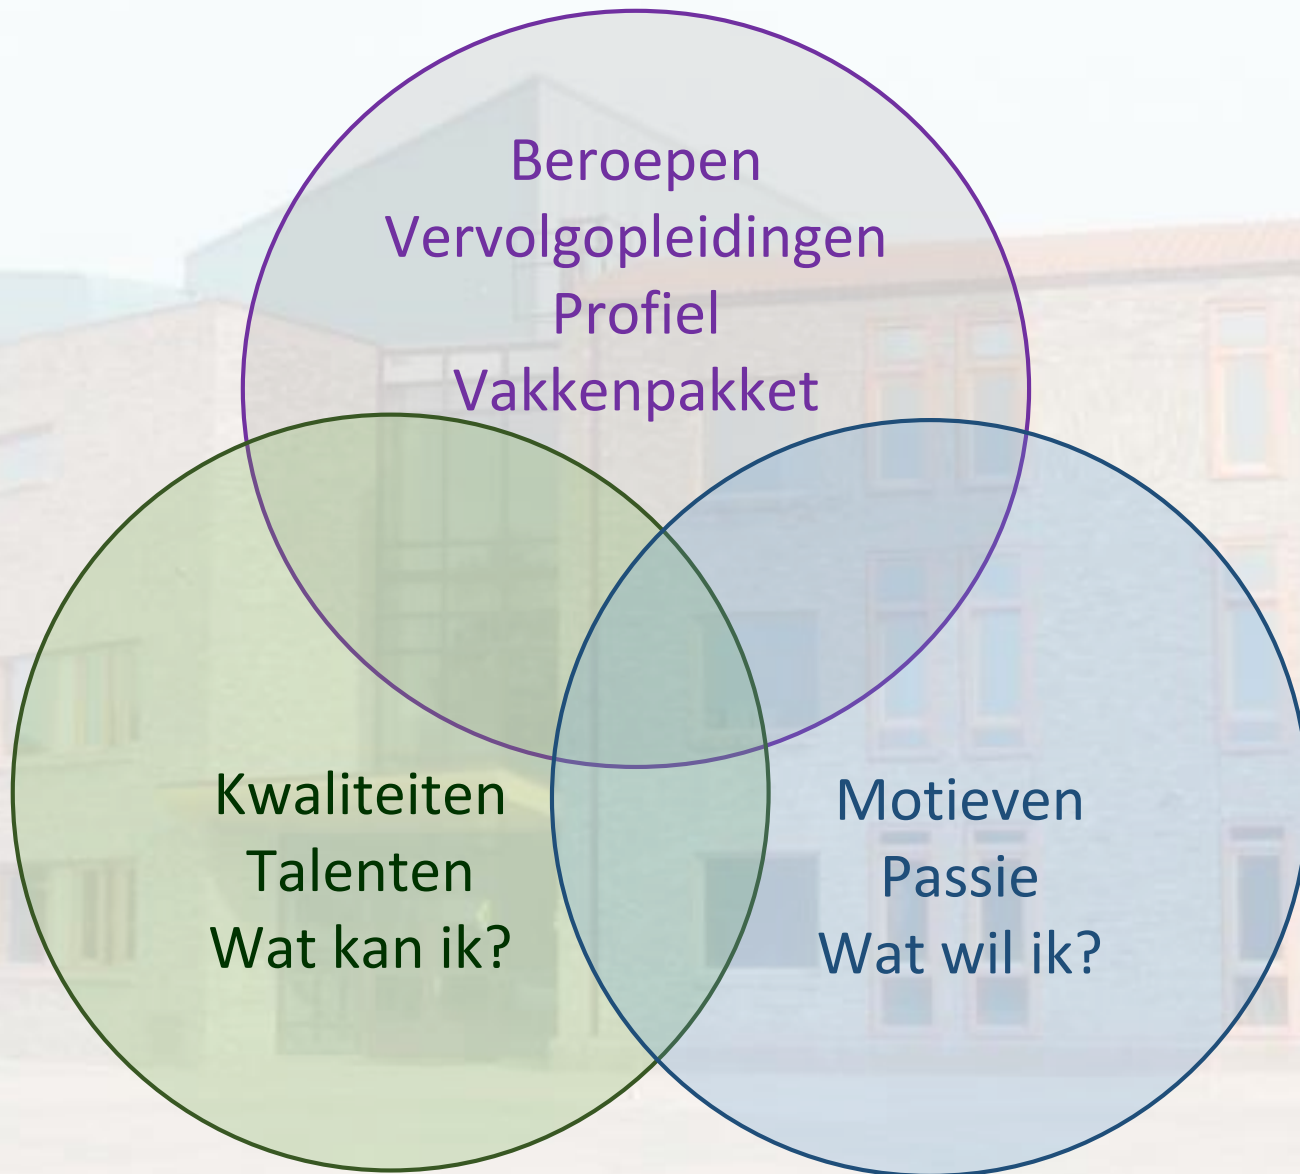 Beroepen
Vervolgopleidingen
Profiel
Vakkenpakket
Kwaliteiten
Talenten
Wat kan ik?
Motieven
Passie
Wat wil ik?